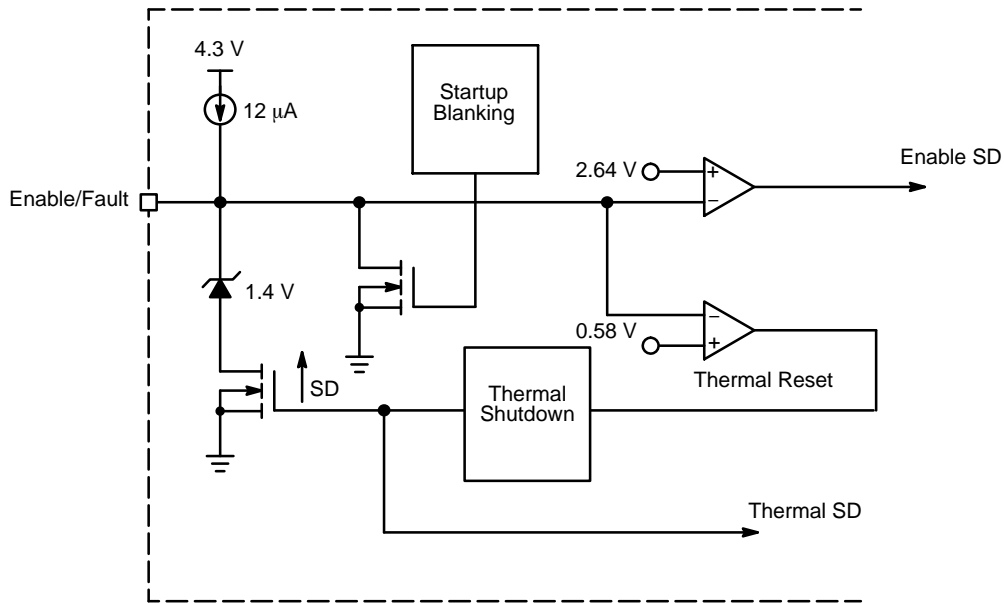 4.3 V
12 μA
Startup
Blanking
2.64 V
+
−
Enable SD
Enable/Fault
1.4 V
−
0.58 V
+
Thermal Reset
SD
Thermal
Shutdown
Thermal SD